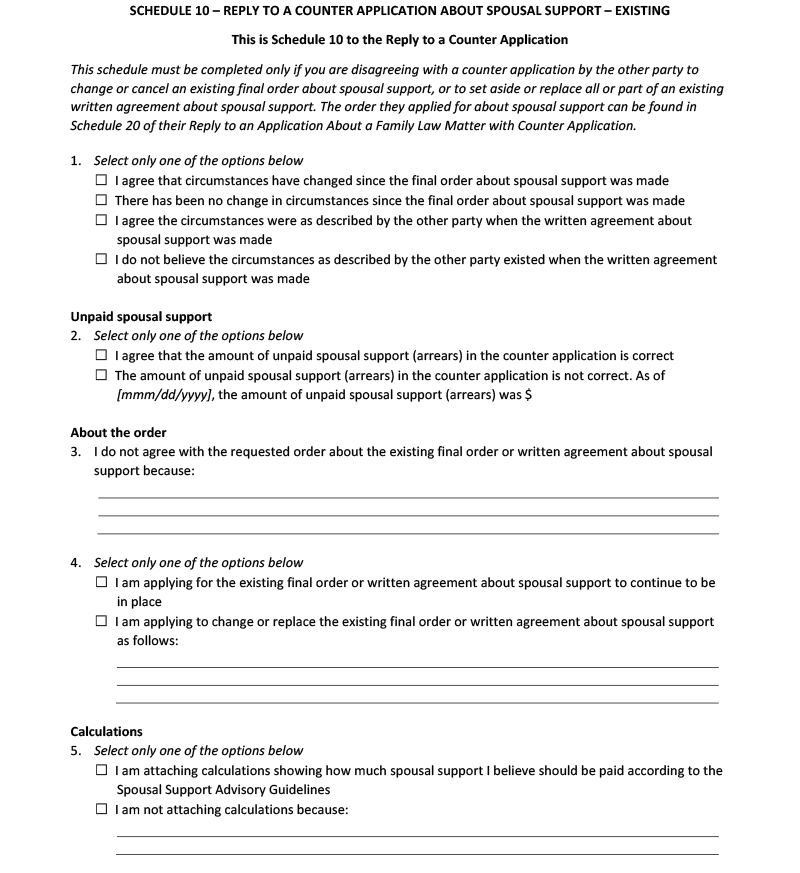 SCHEDULE 10 – REPLY TO A COUNTER APPLICATION ABOUT SPOUSAL SUPPORT – EXISTING
This is Schedule 10 to the Reply to a Counter Application
This schedule must be completed only if you are disagreeing with a counter application by the other party to
change or cancel an existing final order about spousal support, or to set aside or replace all or part of an existing
written agreement about spousal support. The order they applied for about spousal support can be found in
Schedule 20 of their Reply to an Application About a Family Law Matter with Counter Application.
1. Select only one of the options below
☐ I agree that circumstances have changed since the final order about spousal support was made
☐ There has been no change in circumstances since the final order about spousal support was made
☐ I agree the circumstances were as described by the other party when the written agreement about
spousal support was made
☐ I do not believe the circumstances as described by the other party existed when the written agreement
about spousal support was made
Unpaid spousal support
2. Select only one of the options below
☐ I agree that the amount of unpaid spousal support (arrears) in the counter application is correct
☐ The amount of unpaid spousal support (arrears) in the counter application is not correct. As of
[mmm/dd/yyyy], the amount of unpaid spousal support (arrears) was $
About the order
3. I do not agree with the requested order about the existing final order or written agreement about spousal
support because:
4. Select only one of the options below
☐ I am applying for the existing final order or written agreement about spousal support to continue to be
in place
☐ I am applying to change or replace the existing final order or written agreement about spousal support
as follows:
Calculations
5. Select only one of the options below
☐ I am attaching calculations showing how much spousal support I believe should be paid according to the
Spousal Support Advisory Guidelines
☐ I am not attaching calculations because: